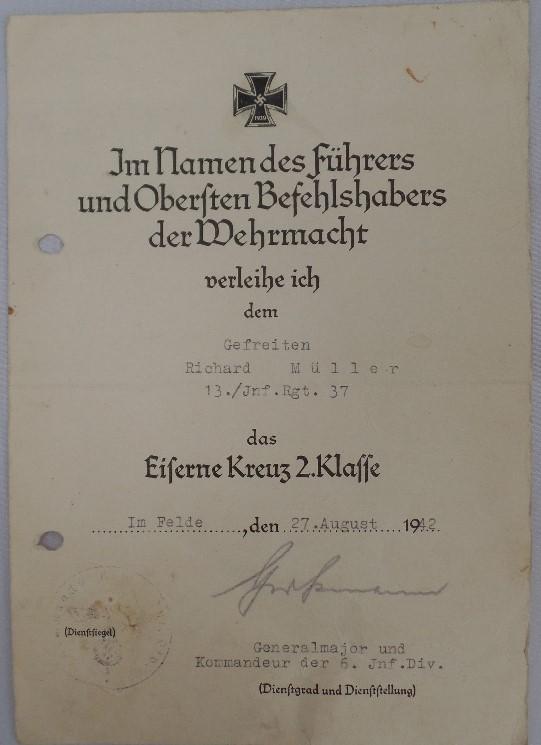 1939
Im Namen des Führers
und Obersten Befehlshabers
der Wehrmacht
verleihe ich
dem
Gefreiten
Richard Müller
13./Jnf.Rgt. 37
das
Eiserne Kreuz 2.Klasse
Im Felde, den 27.August 1942
(Dienstsiegel)
Generalmajor und
Kommandeur der 6. Jnf.Div.
(Dienstgrad und Dienststellung)